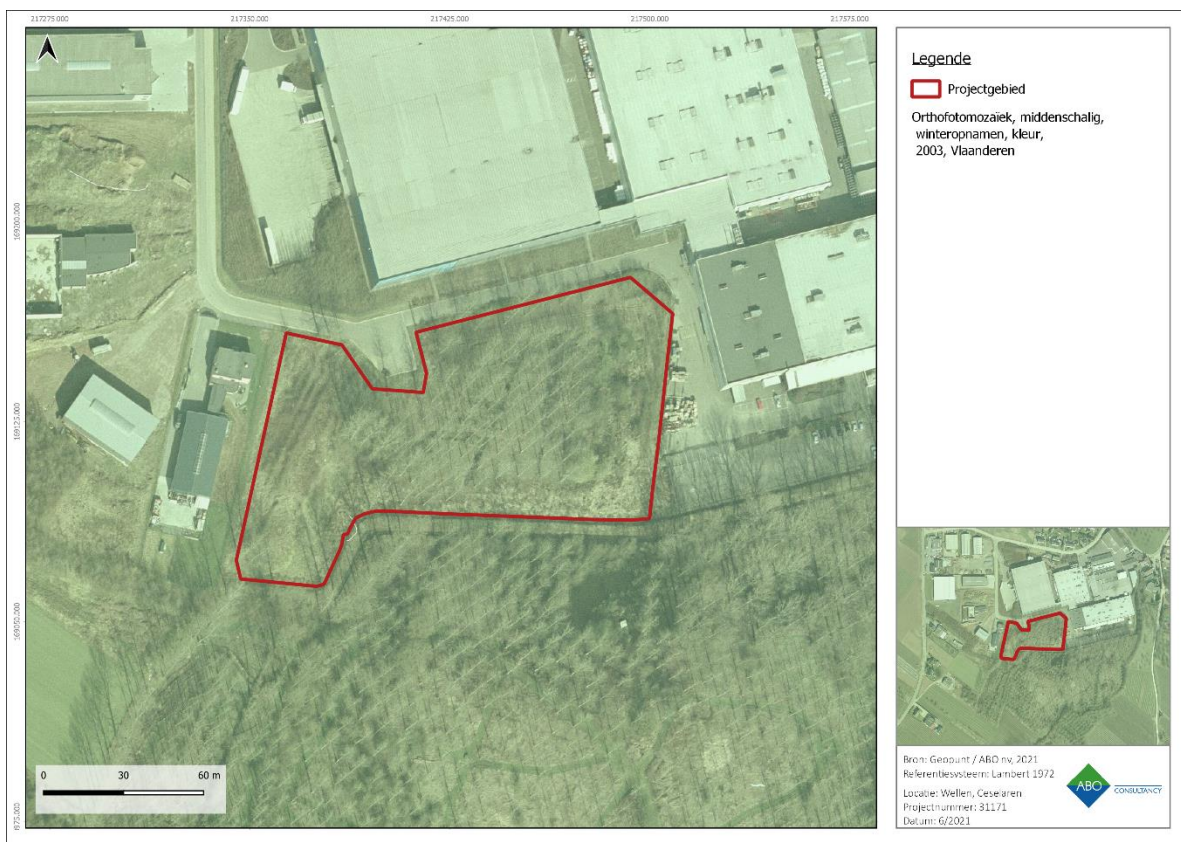 217275.000
217350.000
217425.000
217500.000
217575.000
169200.000
169125.000
169050.000
0
30
60 m
Legende
Projectgebied
Orthofotomozaïek, middenschalig,
winteropnamen, kleur,
2003, Vlaanderen
Bron: Geopunt / ABO nv, 2021
Referentiesysteem: Lambert 1972
Locatie: Wellen, Ceselaren
Projectnummer: 31171
Datum: 6/2021
ABO
CONSULTANCY